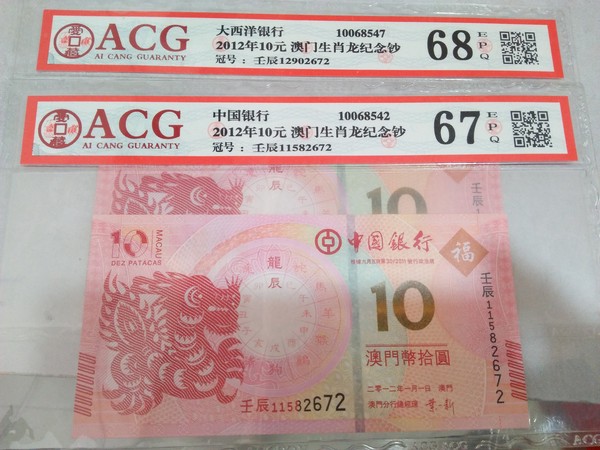 ACG
AI CANG GUARANTY
大西洋银行 10068547
2012年10元 澳门生肖龙纪念钞
冠号：壬辰12902672
68
EPQ
ACG
AI CANG GUARANTY
中国银行 10068542
2012年10元 澳门生肖龙纪念钞
冠号：壬辰11582672
67
EPQ
10
10
MACAU
DEZ PATACAS
龍
辰
中國銀行
福
10
澳門幣拾圓
二零一二年一月一日 澳門
壬辰11582672
壬辰11582672
ACG